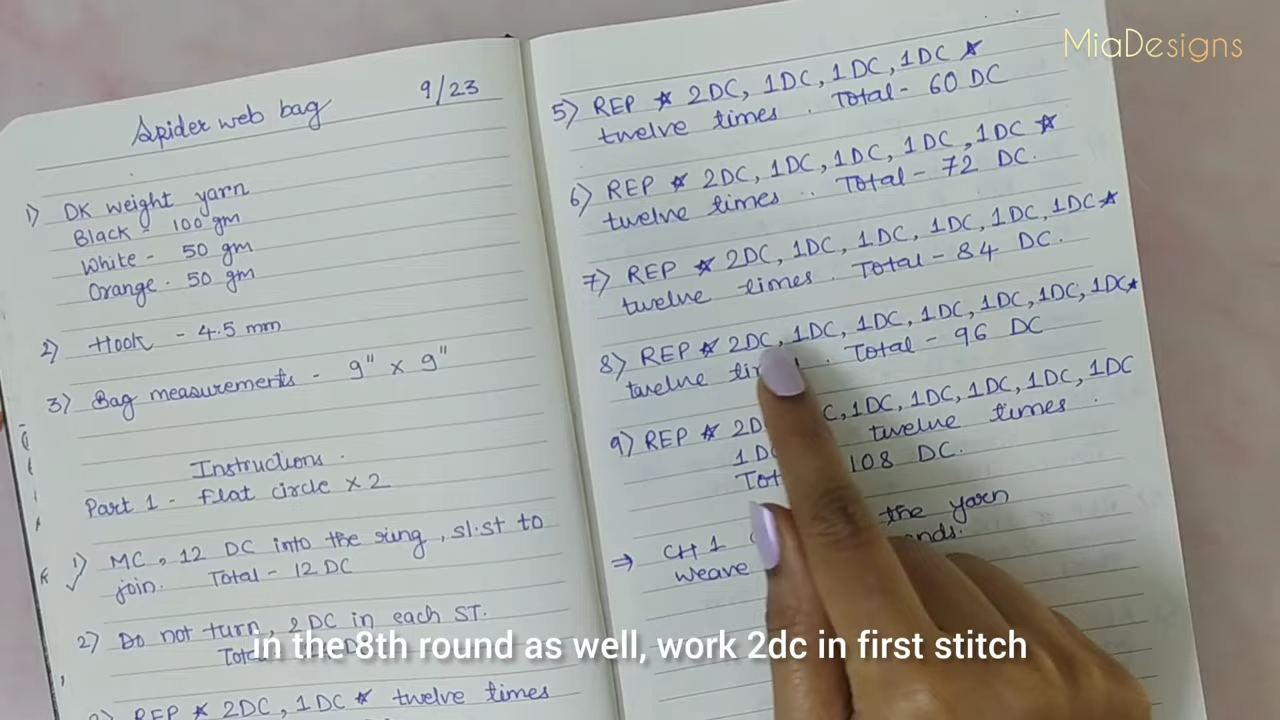 MiaDesigns
Spider web bag 9/23
1) DK weight yarn
Black - 100 gm
White - 50 gm
Orange - 50 gm
2) Hook - 4.5 mm
3) Bag measurements - 9" x 9"
Instructions.
Part 1 - Flat circle x 2
1) MC, 12 DC into the ring, sl.st to
join. Total - 12 DC
2) Do not turn, 2 DC in each ST.
REP * 2DC, 1DC * twelve times
5) REP * 2DC, 1DC, 1DC, 1DC *
twelve times. Total - 60 DC
6) REP * 2DC, 1DC, 1DC, 1DC, 1DC *
twelve times.. Total - 72 DC.
7) REP * 2DC, 1DC, 1DC, 1DC, 1DC, 1DC *
twelve times. Total - 84 DC.
8) REP * 2DC, 1DC, 1DC, 1DC, 1DC, 1DC, 1DC *
twelve. Total - 96 DC
9) REP * , 1DC, 1DC, 1DC, 1DC, 1DC
twelve times.
108 DC.
⇒ CH 1 the yarn
weave
in the 8th round as well, work 2dc in first stitch